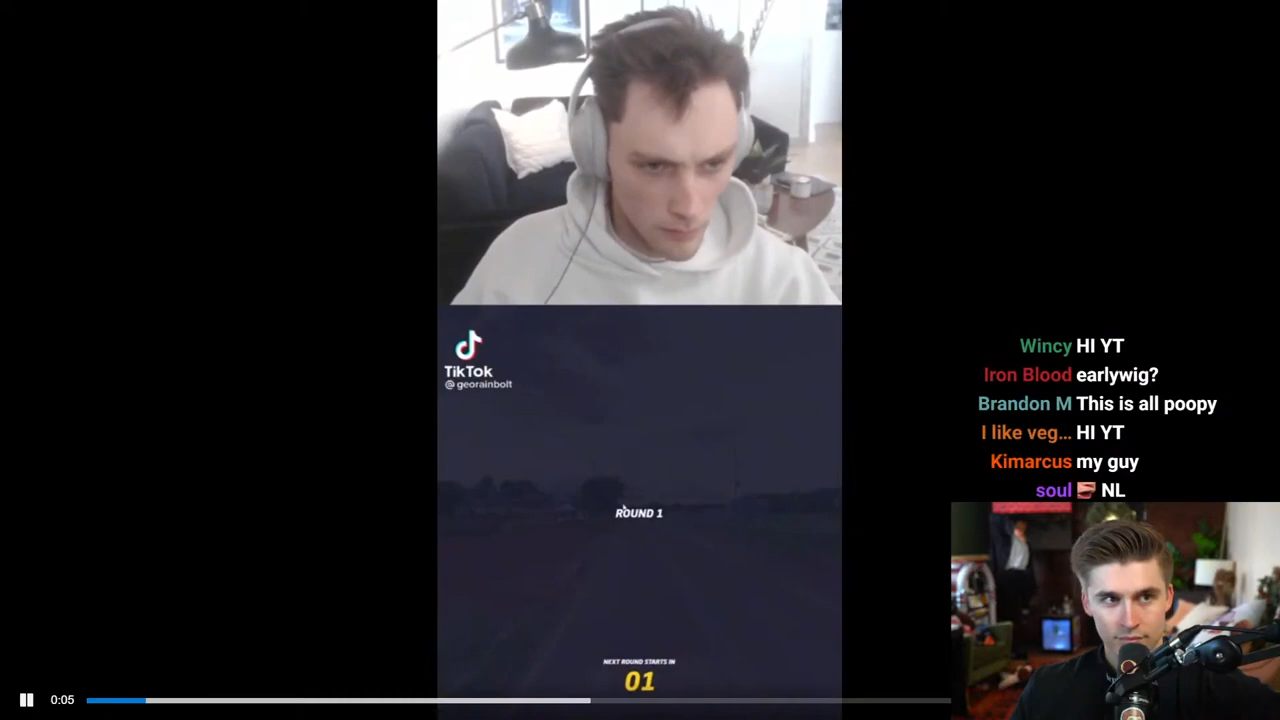 TikTok
@georainbolt
ROUND 1
NEXT ROUND STARTS IN
01
Wincy HI YT
Iron Blood earlywig?
Brandon M This is all poopy
I like veg… HI YT
Kimarcus my guy
soul NL
0:05